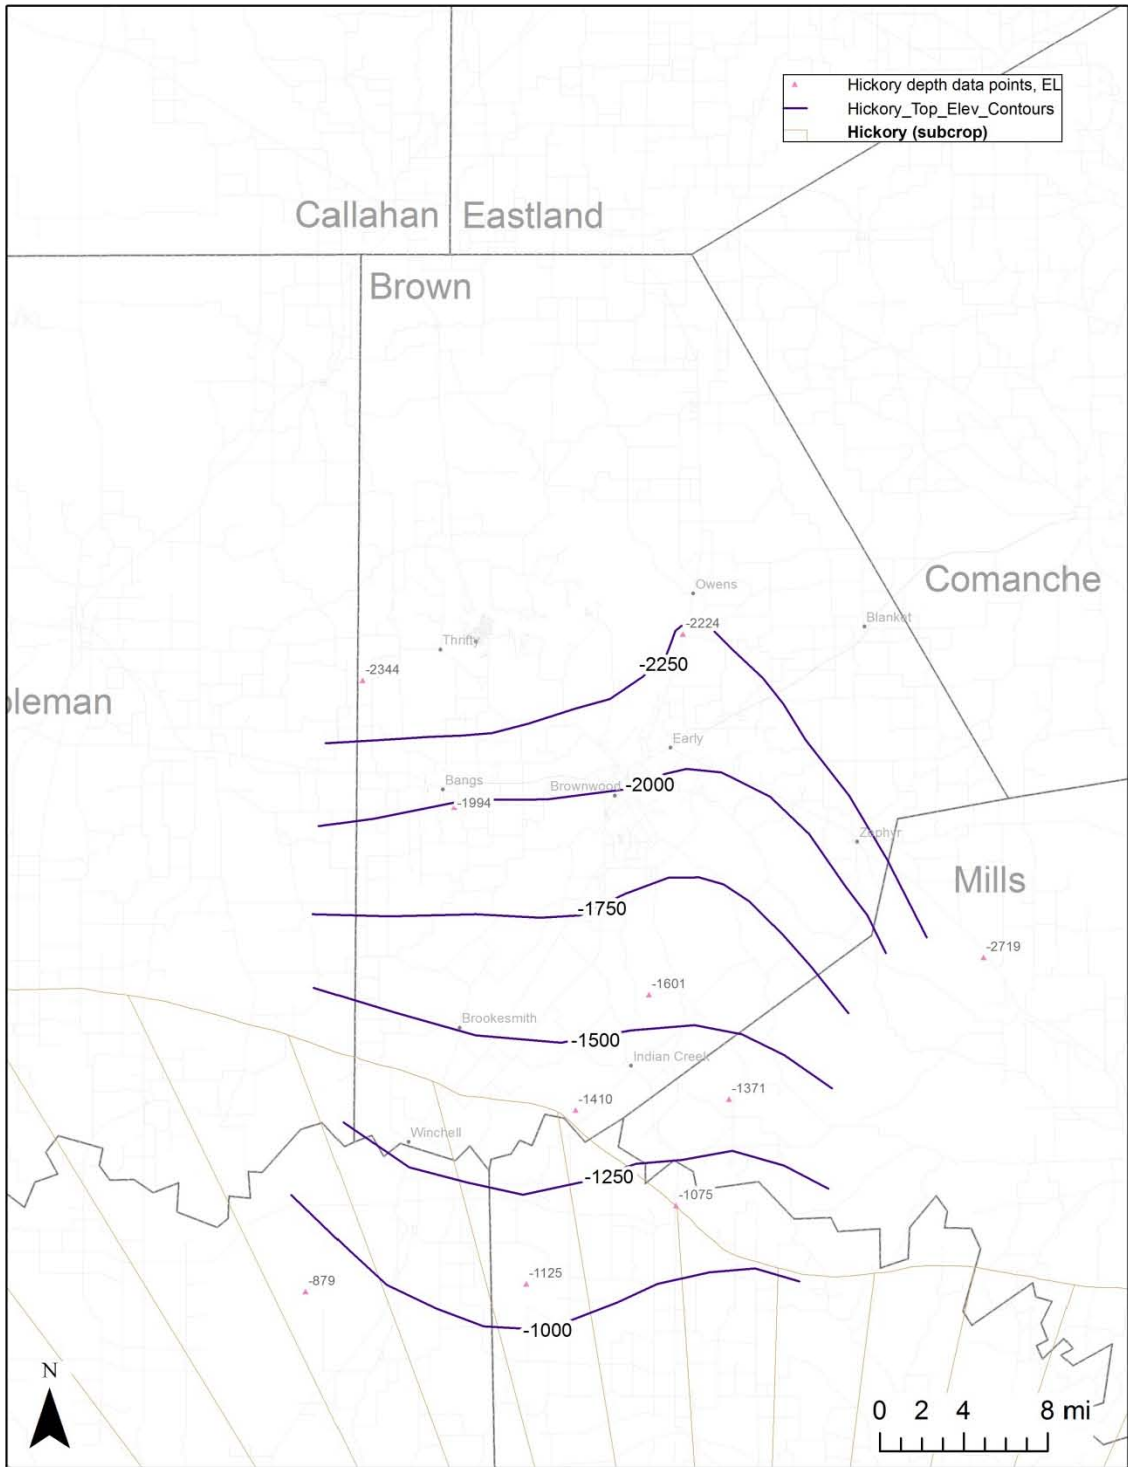 Hickory depth data points, EL
Hickory_Top_Elev_Contours
Hickory (subcrop)
Callahan
Eastland
Brown
Comanche
Owens
Blanket
-2224
Thrifty
-2250
-2344
oleman
Early
Bangs
Brownwood
-2000
-1994
Zephyr
Mills
-1750
-2719
-1601
Brookesmith
-1500
Indian Creek
-1371
-1410
Winchell
-1250
-1075
-879
-1125
-1000
N
0 2 4 8 mi